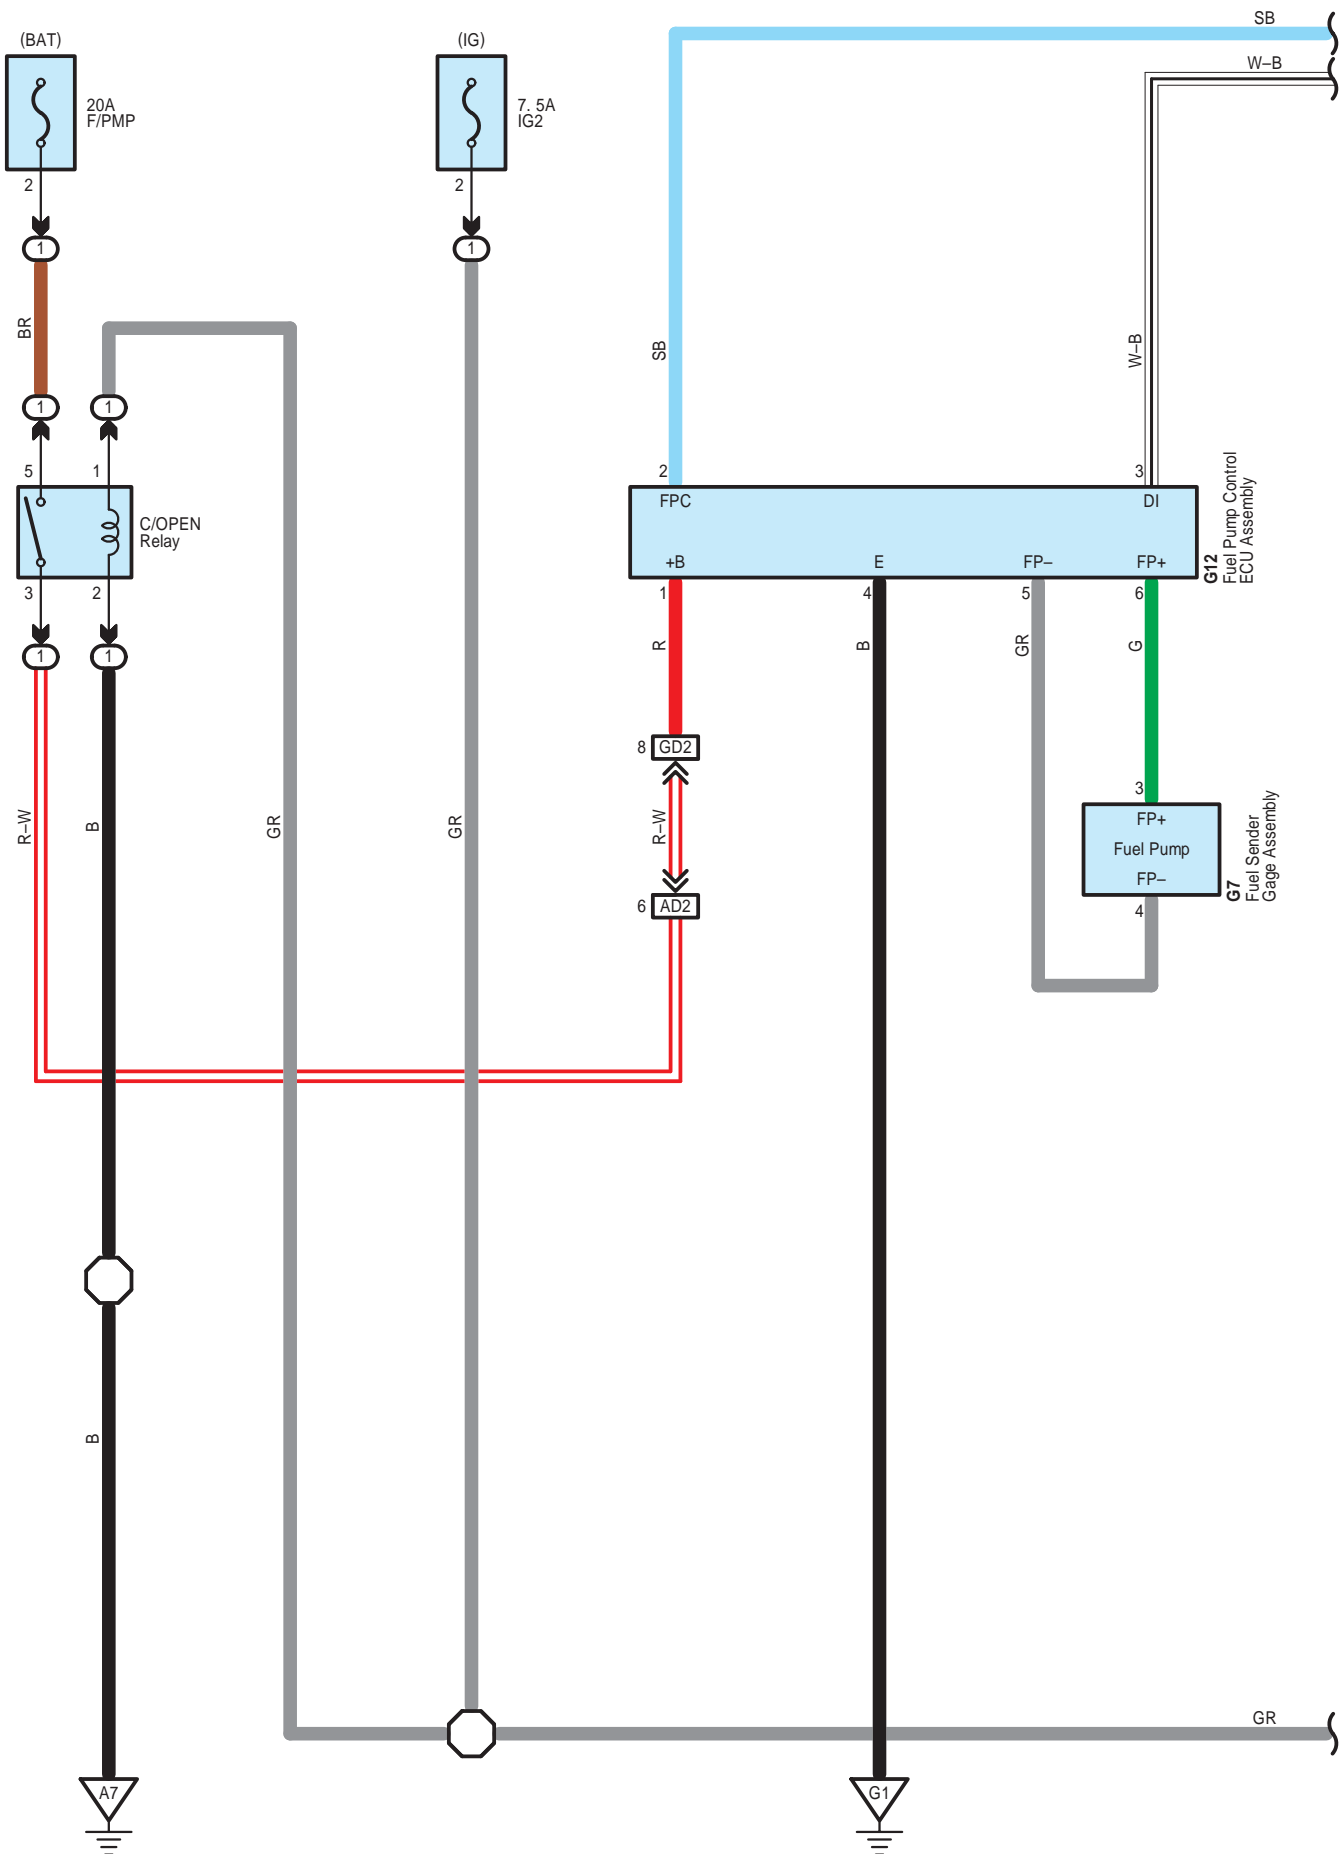 SB
(BAT)
(IG)
W–B
20A
F/PMP
7. 5A
IG2
2
2
1
1
BR
SB
W–B
1
1
5
1
2
3
FPC
DI
C/OPEN
Relay
+B
E
FP–
FP+
G12
Fuel Pump Control
ECU Assembly
3
2
1
4
5
6
1
1
R
B
GR
G
8
GD2
R–W
B
GR
GR
R–W
3
FP+
Fuel Pump
FP–
G7
Fuel Sender
Gage Assembly
6
AD2
4
B
GR
A7
G1